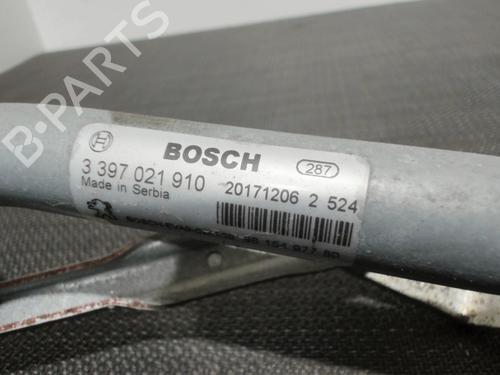 B-PARTS
BOSCH
287
3 397 021 910
20171206 2 524
Made in Serbia